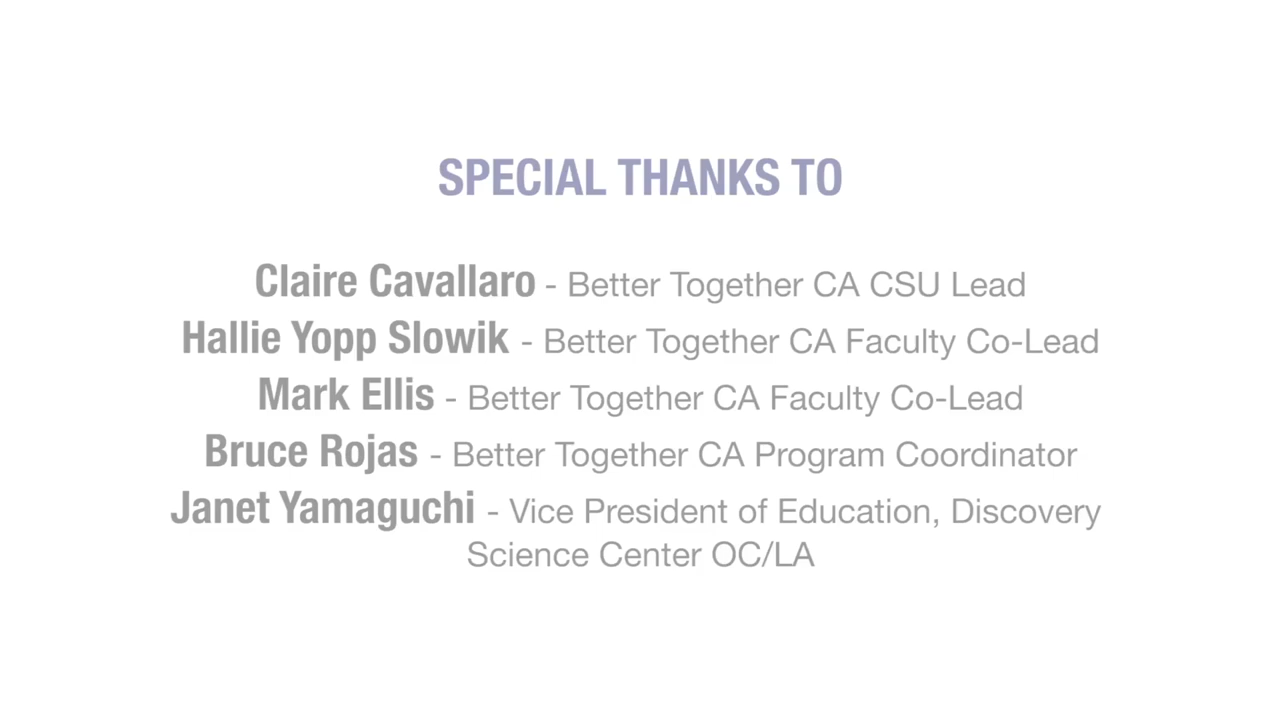 SPECIAL THANKS TO
Claire Cavallaro - Better Together CA CSU Lead
Hallie Yopp Slowik - Better Together CA Faculty Co-Lead
Mark Ellis - Better Together CA Faculty Co-Lead
Bruce Rojas - Better Together CA Program Coordinator
Janet Yamaguchi - Vice President of Education, Discovery
Science Center OC/LA